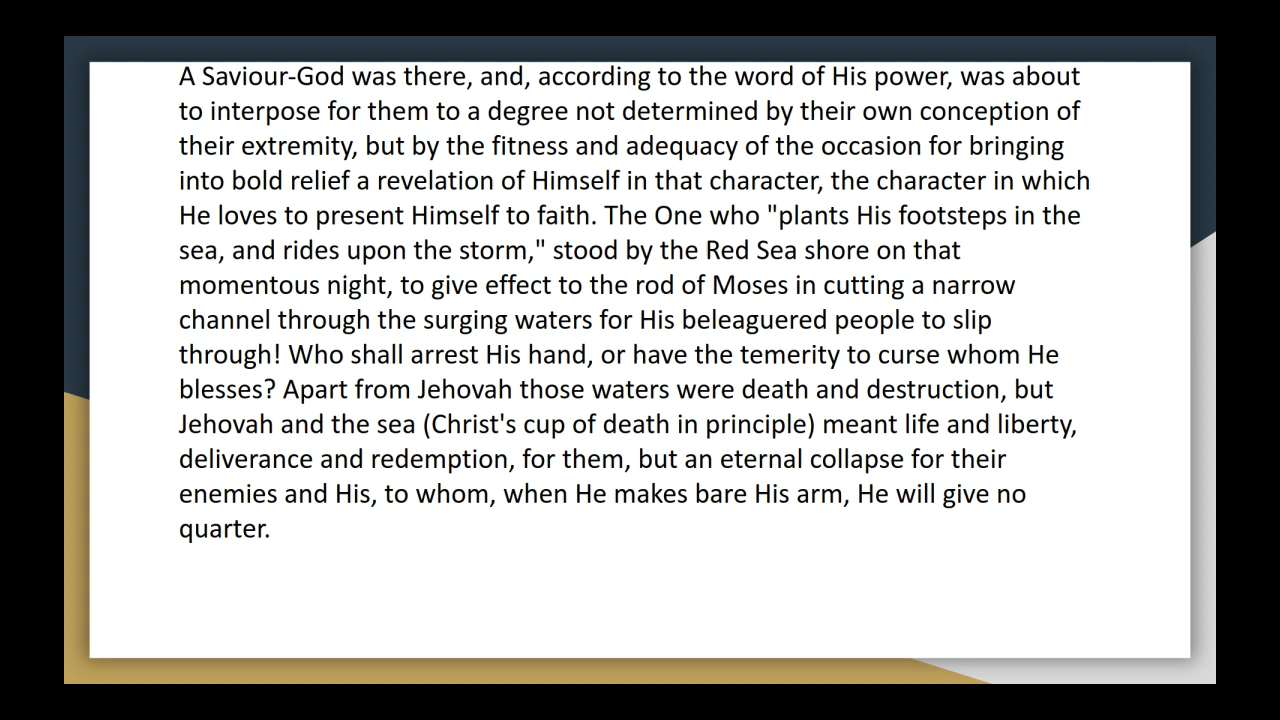 A Saviour-God was there, and, according to the word of His power, was about
to interpose for them to a degree not determined by their own conception of
their extremity, but by the fitness and adequacy of the occasion for bringing
into bold relief a revelation of Himself in that character, the character in which
He loves to present Himself to faith. The One who "plants His footsteps in the
sea, and rides upon the storm," stood by the Red Sea shore on that
momentous night, to give effect to the rod of Moses in cutting a narrow
channel through the surging waters for His beleaguered people to slip
through! Who shall arrest His hand, or have the temerity to curse whom He
blesses? Apart from Jehovah those waters were death and destruction, but
Jehovah and the sea (Christ's cup of death in principle) meant life and liberty,
deliverance and redemption, for them, but an eternal collapse for their
enemies and His, to whom, when He makes bare His arm, He will give no
quarter.